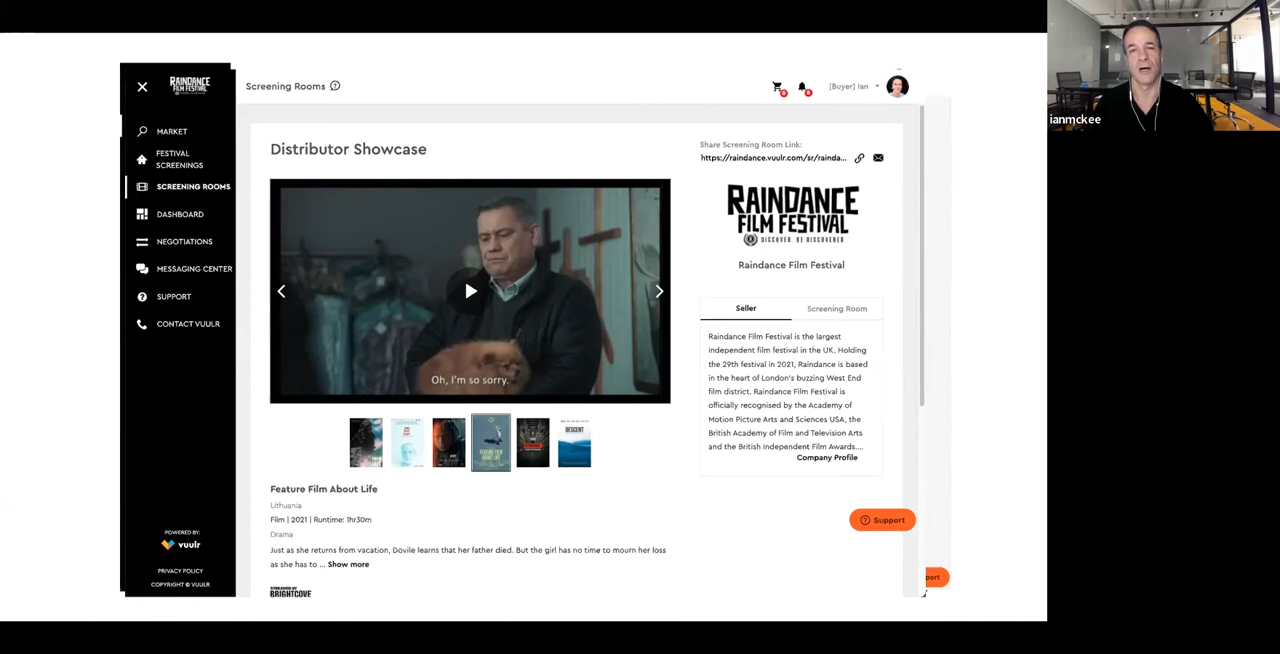 RAINDANCE
FILM FESTIVAL
Screening Rooms
0
8
[Buyer] Ian
MARKET
FESTIVAL
SCREENINGS
SCREENING ROOMS
DASHBOARD
NEGOTIATIONS
MESSAGING CENTER
SUPPORT
CONTACT VUULR
POWERED BY:
vuulr
PRIVACY POLICY
COPYRIGHT © VUULR
Distributor Showcase
Oh, I'm so sorry.
DESCENT
Feature Film About Life
Lithuania
Film | 2021 | Runtime: 1hr30m
Drama
Just as she returns from vacation, Dovile learns that her father died. But the girl has no time to mourn her loss
as she has to ... Show more
BRIGHTCOVE
Share Screening Room Link:
https://raindance.vuulr.com/sr/rainda...
RAINDANCE
FILM FESTIVAL
DISCOVER. BE DISCOVERED
Raindance Film Festival
Seller
Screening Room
Raindance Film Festival is the largest
independent film festival in the UK. Holding
the 29th festival in 2021, Raindance is based
in the heart of London's buzzing West End
film district. Raindance Film Festival is
officially recognised by the Academy of
Motion Picture Arts and Sciences USA, the
British Academy of Film and Television Arts
and the British Independent Film Awards....
Company Profile
Support
port
ianmckee